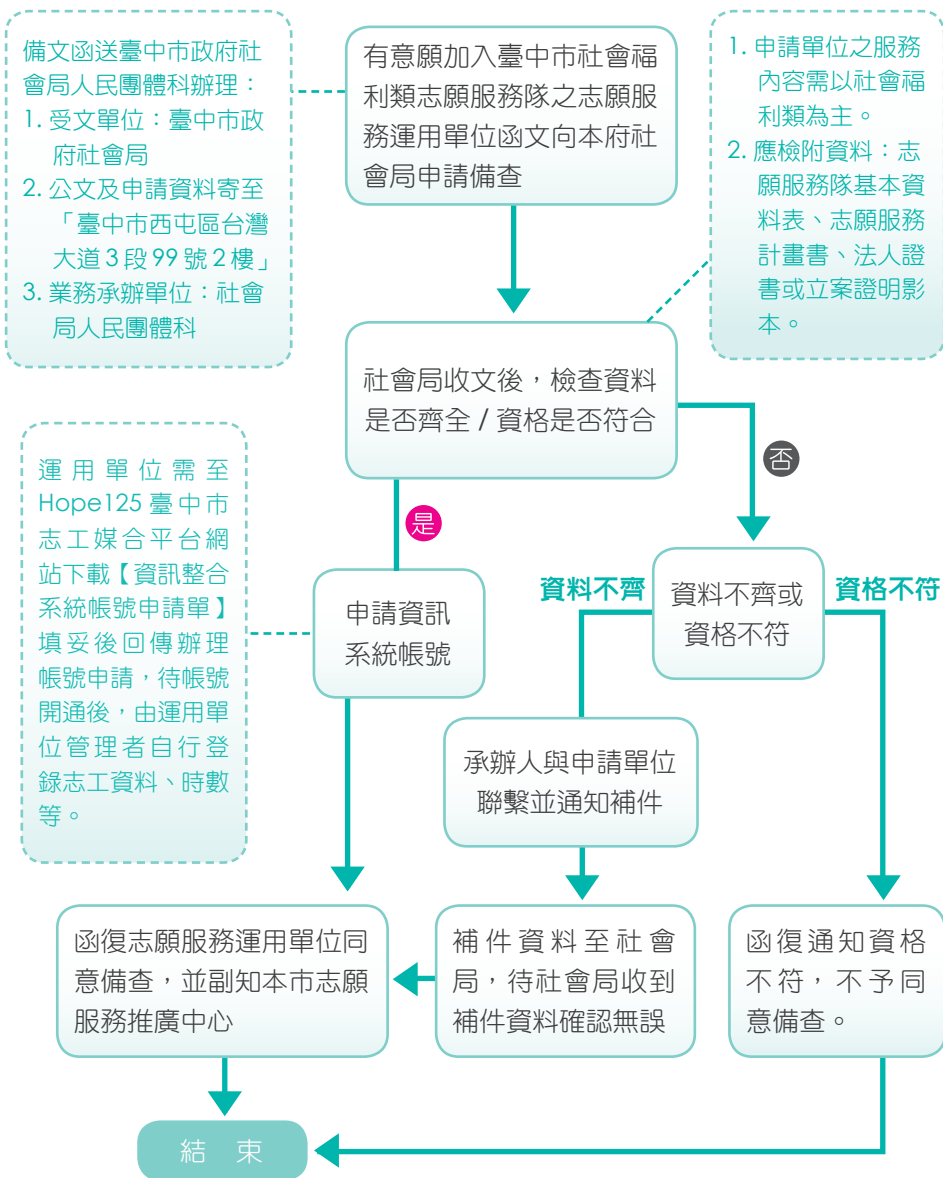 備文函送臺中市政府社
會局人民團體科辦理：
1. 受文單位：臺中市政
府社會局
2. 公文及申請資料寄至
「臺中市西屯區台灣
大道 3 段 99 號 2 樓」
3. 業務承辦單位：社會
局人民團體科
有意願加入臺中市社會福
利類志願服務隊之志願服
務運用單位函文向本府社
會局申請備查
1. 申請單位之服務
內容需以社會福
利類為主。
2. 應檢附資料：志
願服務隊基本資
料表、志願服務
計畫書、法人證
書或立案證明影
本。
社會局收文後，檢查資料
是否齊全 / 資格是否符合
是
否
運用單位需至
Hope125 臺中市
志工媒合平台網
站下載【資訊整合
系統帳號申請單】
填妥後回傳辦理
帳號申請，待帳號
開通後，由運用單
位管理者自行登
錄志工資料、時數
等。
申請資訊
系統帳號
資料不齊
資料不齊或
資格不符
資格不符
承辦人與申請單位
聯繫並通知補件
函復志願服務運用單位同
意備查，並副知本市志願
服務推廣中心
補件資料至社會
局，待社會局收到
補件資料確認無誤
函復通知資格
不符，不予同
意備查。
結 束